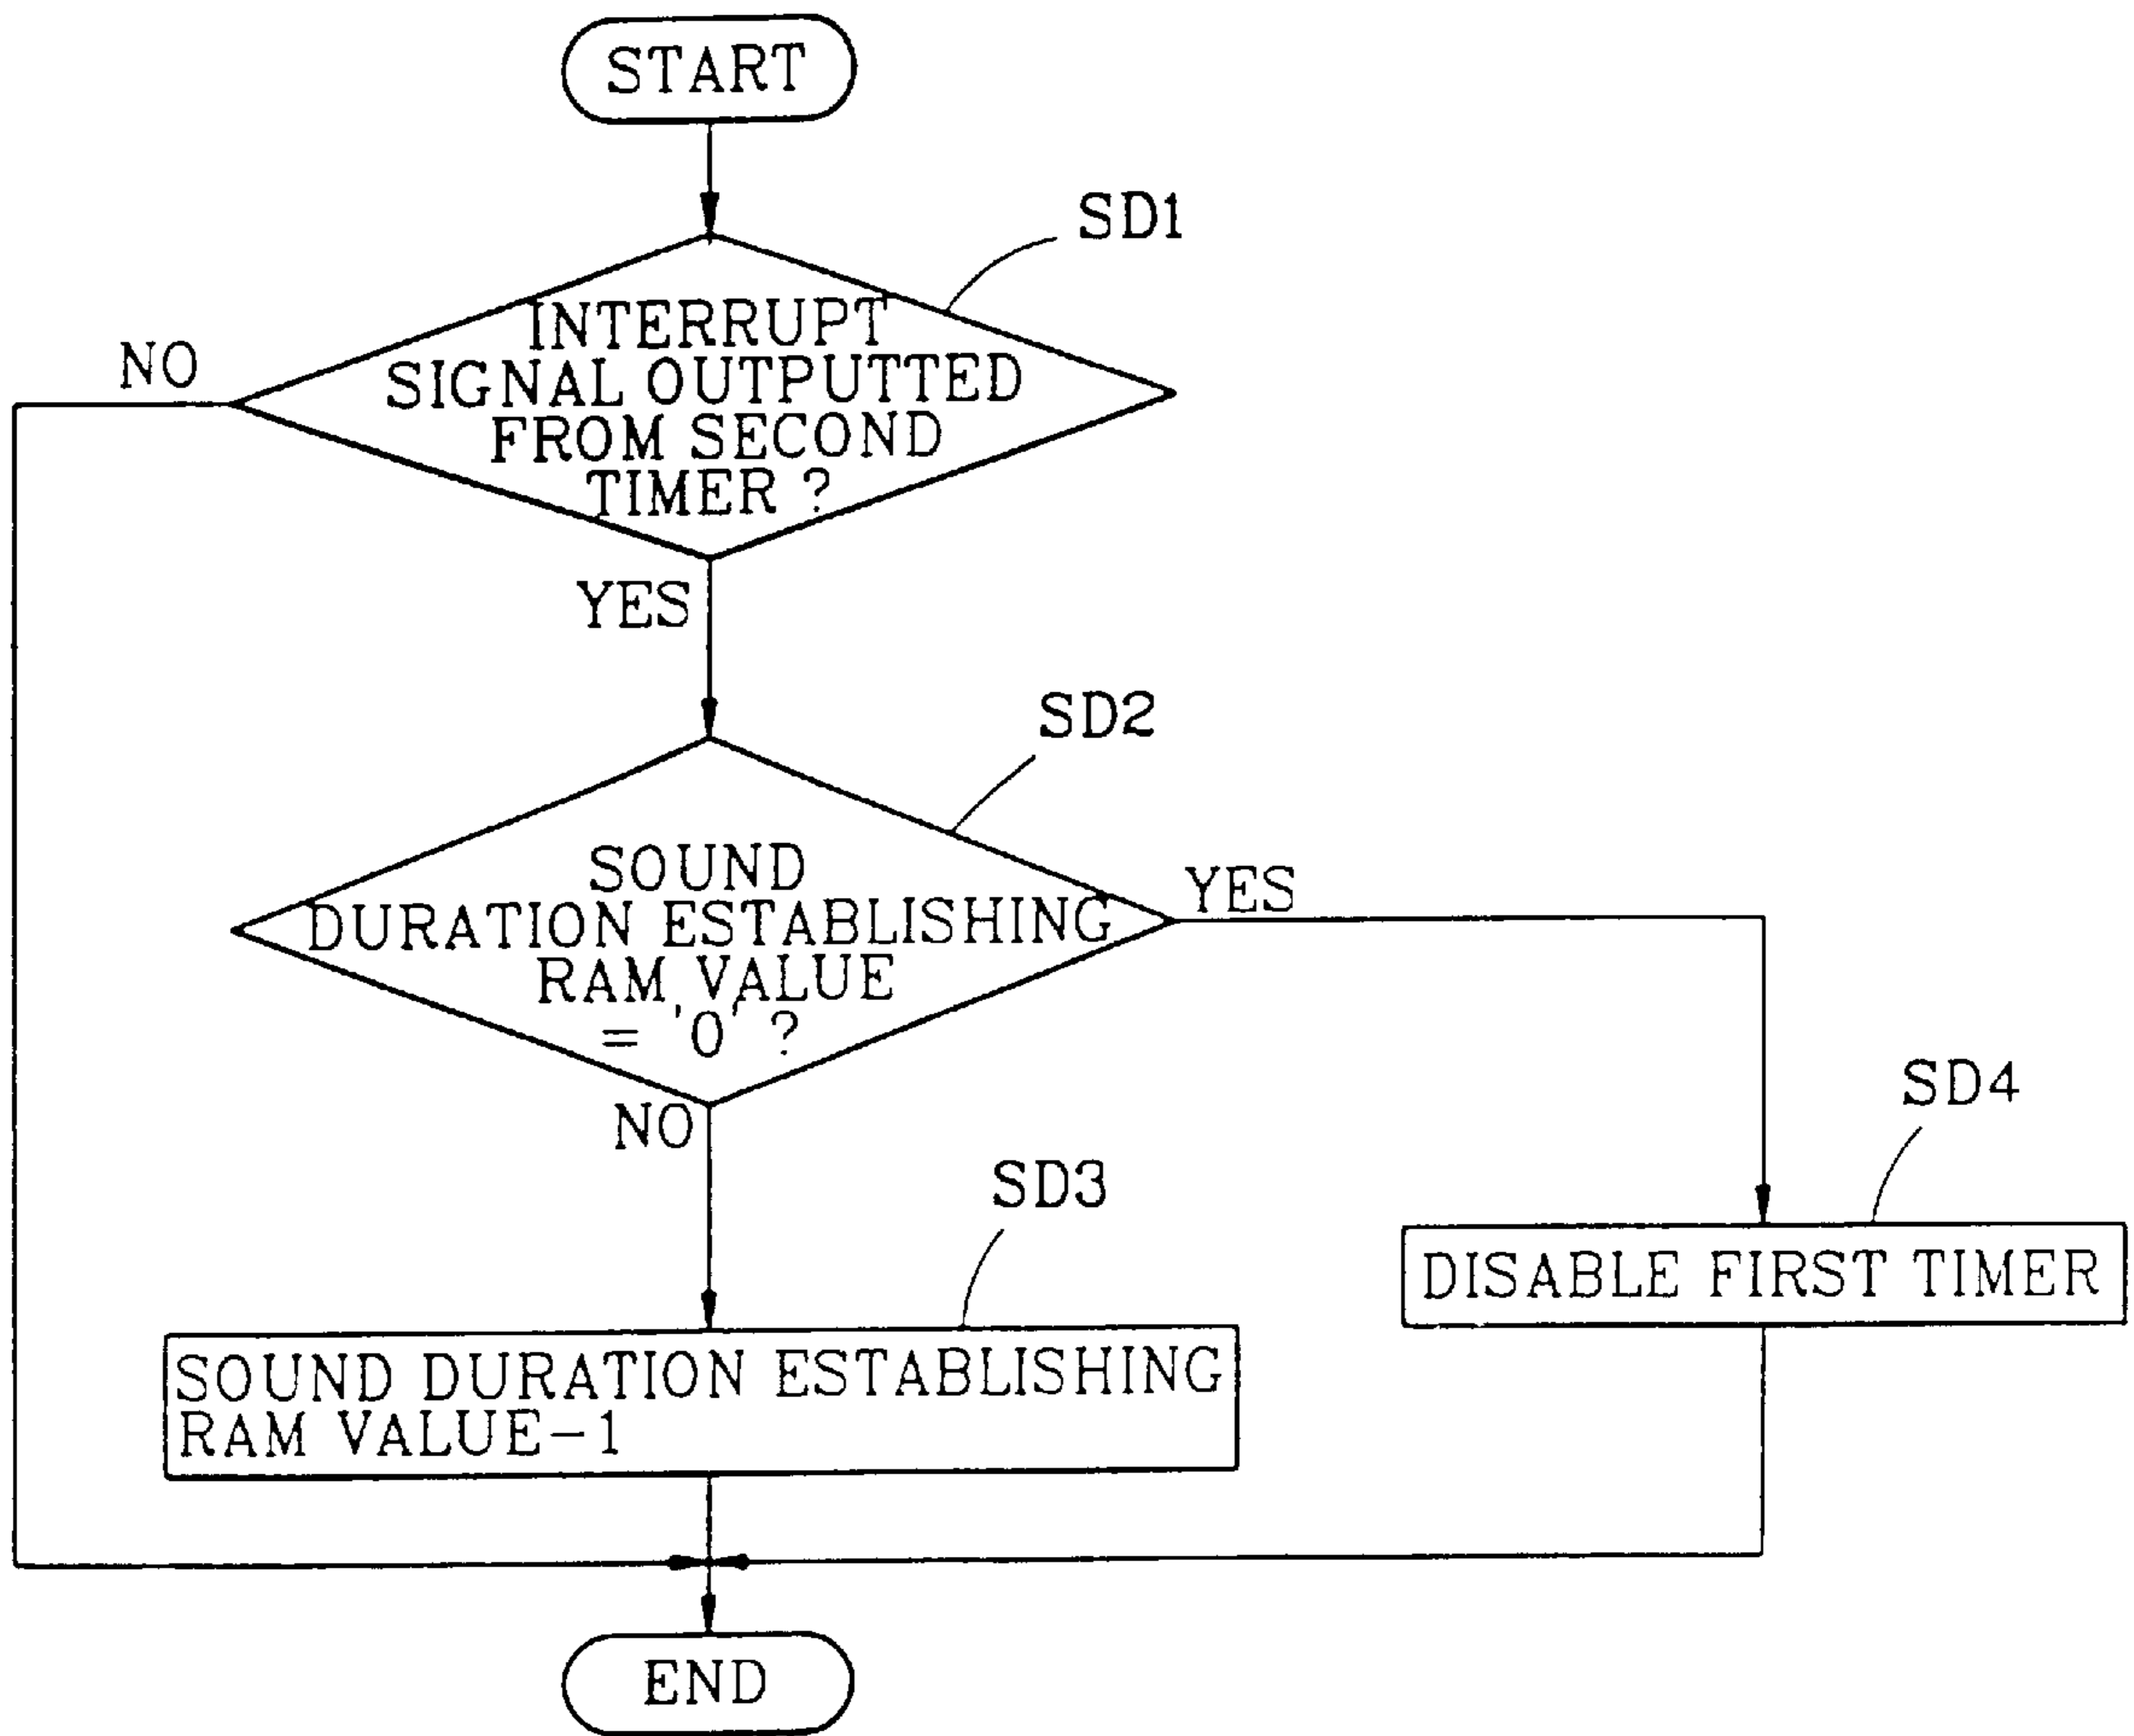 START
SD1
INTERRUPT
SIGNAL OUTPUTTED
FROM SECOND
TIMER ?
NO
YES
SD2
SOUND
DURATION ESTABLISHING
RAM VALUE
= '0' ?
YES
NO
SD4
DISABLE FIRST TIMER
SD3
SOUND DURATION ESTABLISHING
RAM VALUE-1
END